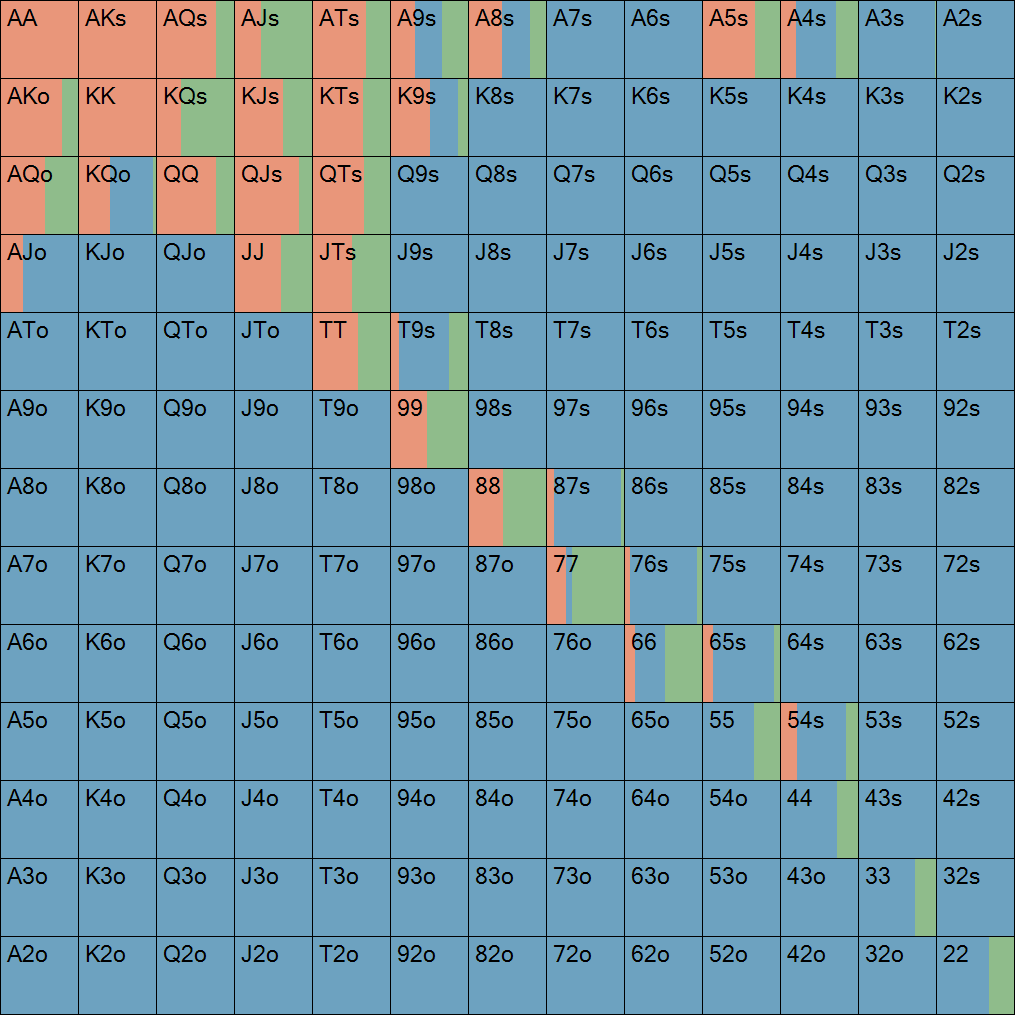 AA AKs AQs AJs ATs A9s A8s A7s A6s A5s A4s A3s A2s
AKo KK KQs KJs KTs K9s K8s K7s K6s K5s K4s K3s K2s
AQo KQo QQ QJs QTs Q9s Q8s Q7s Q6s Q5s Q4s Q3s Q2s
AJo KJo QJo JJ JTs J9s J8s J7s J6s J5s J4s J3s J2s
ATo KTo QTo JTo TT T9s T8s T7s T6s T5s T4s T3s T2s
A9o K9o Q9o J9o T9o 99 98s 97s 96s 95s 94s 93s 92s
A8o K8o Q8o J8o T8o 98o 88 87s 86s 85s 84s 83s 82s
A7o K7o Q7o J7o T7o 97o 87o 77 76s 75s 74s 73s 72s
A6o K6o Q6o J6o T6o 96o 86o 76o 66 65s 64s 63s 62s
A5o K5o Q5o J5o T5o 95o 85o 75o 65o 55 54s 53s 52s
A4o K4o Q4o J4o T4o 94o 84o 74o 64o 54o 44 43s 42s
A3o K3o Q3o J3o T3o 93o 83o 73o 63o 53o 43o 33 32s
A2o K2o Q2o J2o T2o 92o 82o 72o 62o 52o 42o 32o 22